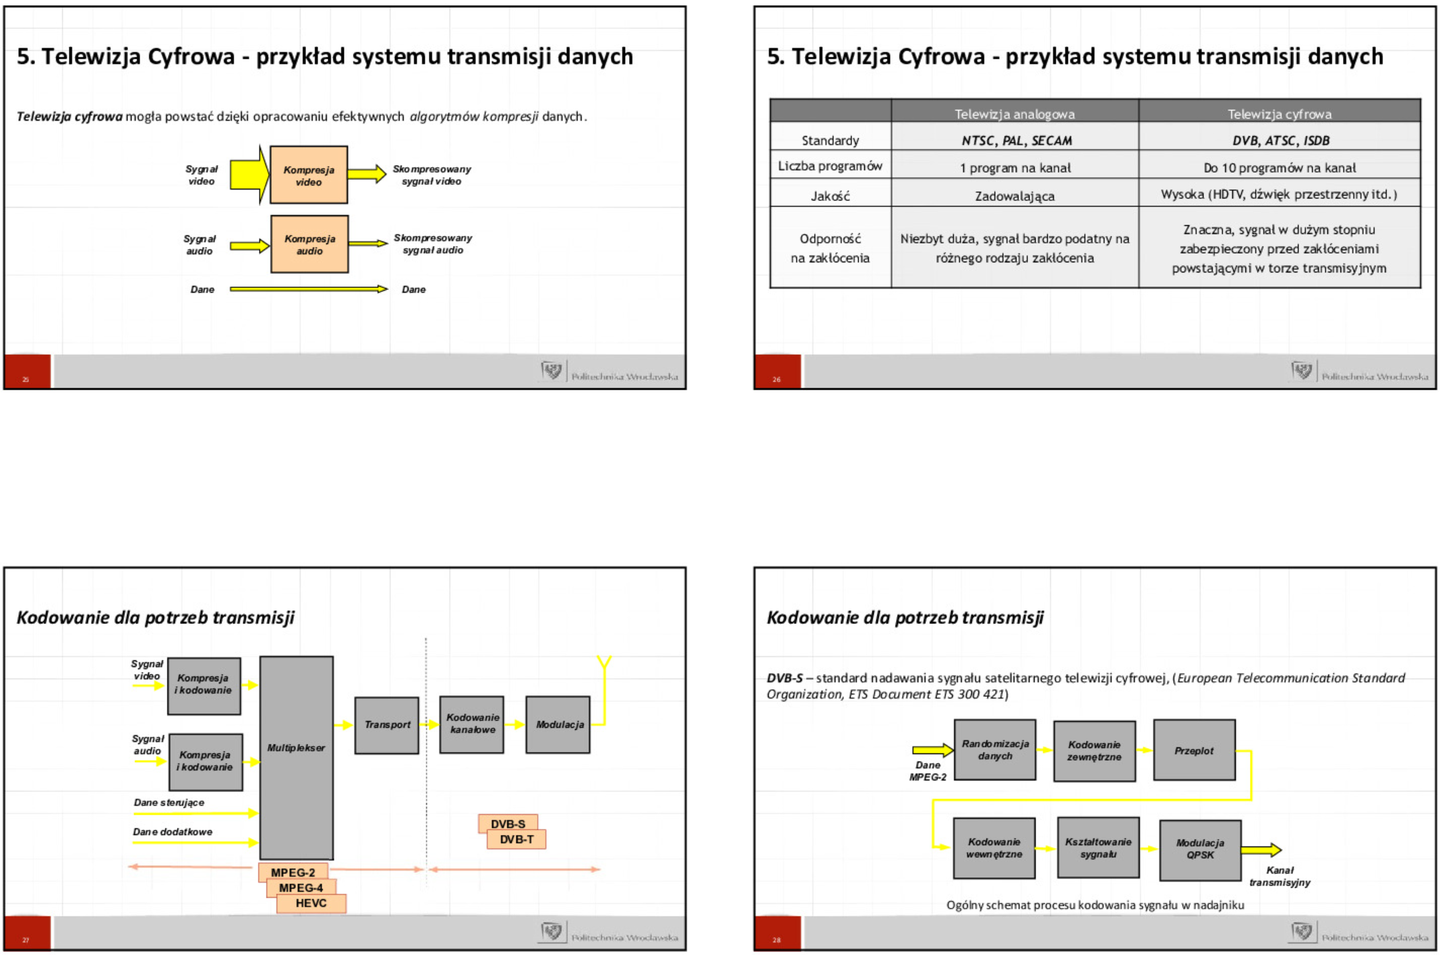 5. Telewizja Cyfrowa - przykład systemu transmisji danych
Telewizja cyfrowa mogła powstać dzięki opracowaniu efektywnych algorytmów kompresji danych.
Sygnał
video
Kompresja
video
Skompresowany
sygnał video
Sygnał
audio
Kompresja
audio
Skompresowany
sygnał audio
Dane
Dane
25
Politechnika Wrocławska
5. Telewizja Cyfrowa - przykład systemu transmisji danych
Telewizja analogowa
Telewizja cyfrowa
Standardy
NTSC, PAL, SECAM
DVB, ATSC, ISDB
Liczba programów
1 program na kanał
Do 10 programów na kanał
Jakość
Zadowalająca
Wysoka (HDTV, dźwięk przestrzenny itd.)
Odporność
na zakłócenia
Niezbyt duża, sygnał bardzo podatny na
różnego rodzaju zakłócenia
Znaczna, sygnał w dużym stopniu
zabezpieczony przed zakłóceniami
powstającymi w torze transmisyjnym
26
Politechnika Wrocławska
Kodowanie dla potrzeb transmisji
Sygnał
video
Kompresja
i kodowanie
Sygnał
audio
Kompresja
i kodowanie
Dane sterujące
Dane dodatkowe
Multiplekser
Transport
Kodowanie
kanałowe
Modulacja
DVB-S
DVB-T
MPEG-2
MPEG-4
HEVC
27
Politechnika Wrocławska
Kodowanie dla potrzeb transmisji
DVB-S – standard nadawania sygnału satelitarnego telewizji cyfrowej, (European Telecommunication Standard
Organization, ETS Document ETS 300 421)
Dane
MPEG-2
Randomizacja
danych
Kodowanie
zewnętrzne
Przeplot
Kodowanie
wewnętrzne
Kształtowanie
sygnału
Modulacja
QPSK
Kanał
transmisyjny
Ogólny schemat procesu kodowania sygnału w nadajniku
28
Politechnika Wrocławska